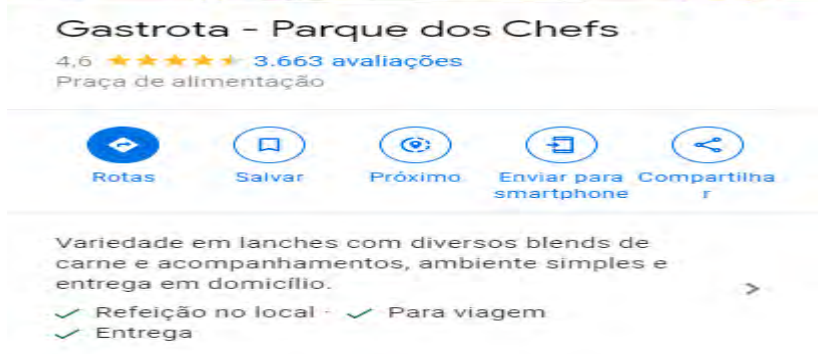 Gastrota - Parque dos Chefs
4,6 3.663 avaliações
Praça de alimentação
Rotas Salvar Próximo Enviar para smartphone Compartilha
r
Variedade em lanches com diversos blends de
carne e acompanhamentos, ambiente simples e
entrega em domicílio.
Refeição no local · Para viagem
Entrega